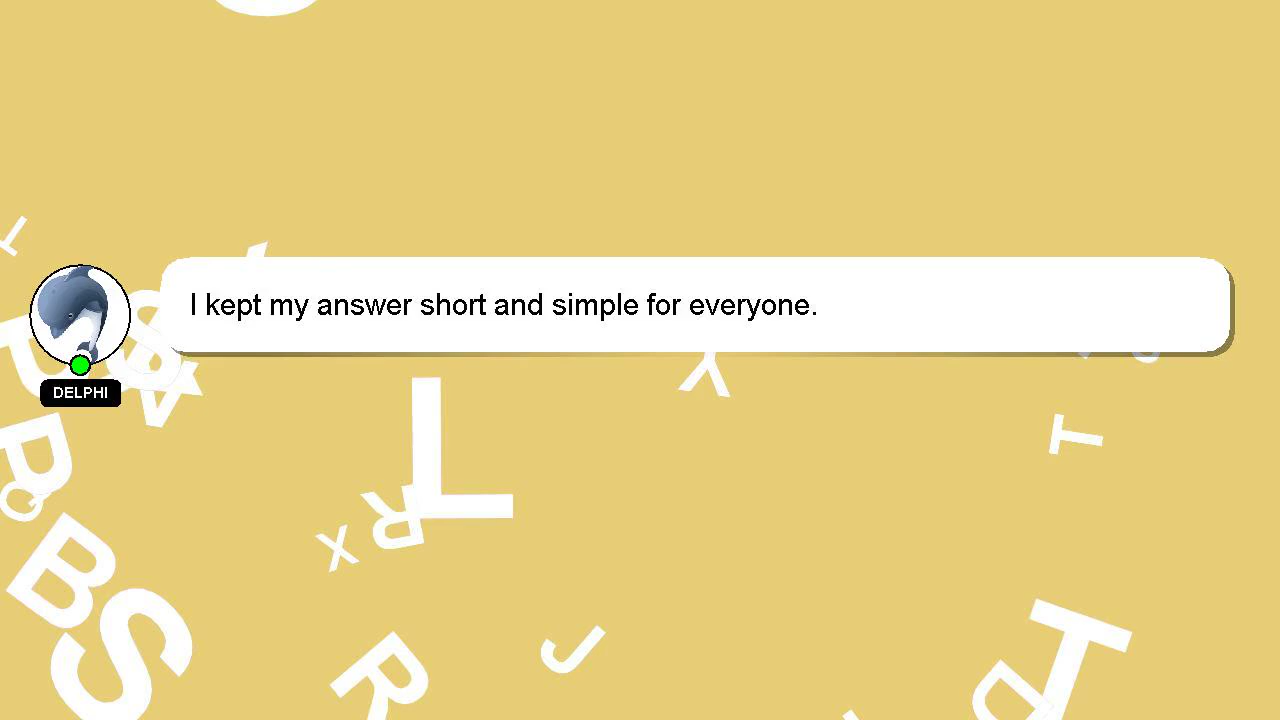 I kept my answer short and simple for everyone.
DELPHI
T
S
A
B
R
Q
B
S
L
R
X
Y
T
J
R
T
D